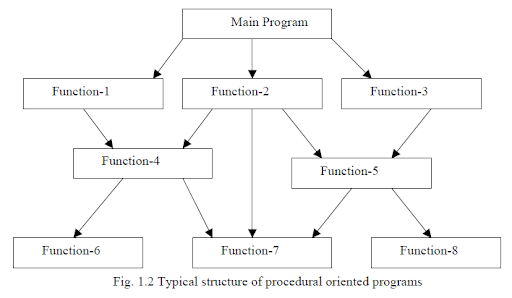 Main Program
Function-1
Function-2
Function-3
Function-4
Function-5
Function-6
Function-7
Function-8
Fig. 1.2 Typical structure of procedural oriented programs